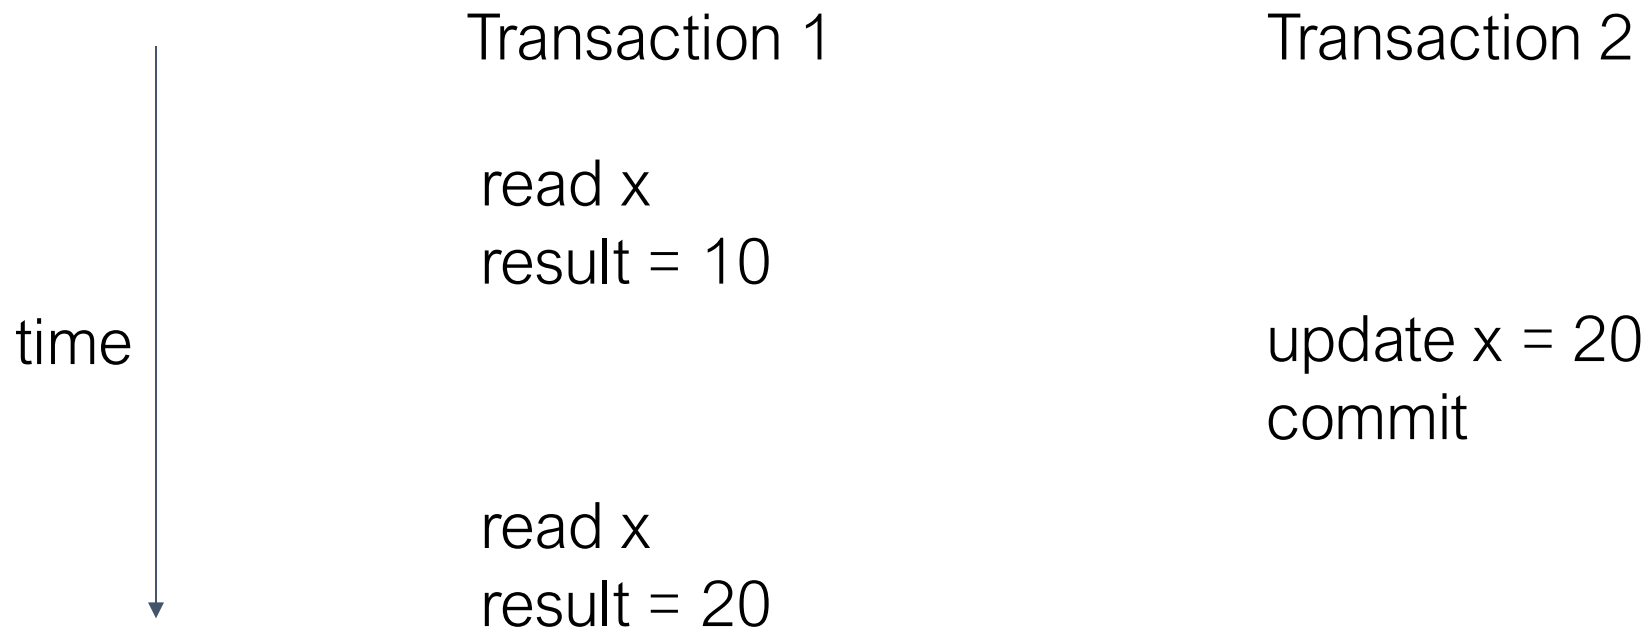 Transaction 1
Transaction 2
read x
result = 10
time
update x = 20
commit
read x
result = 20